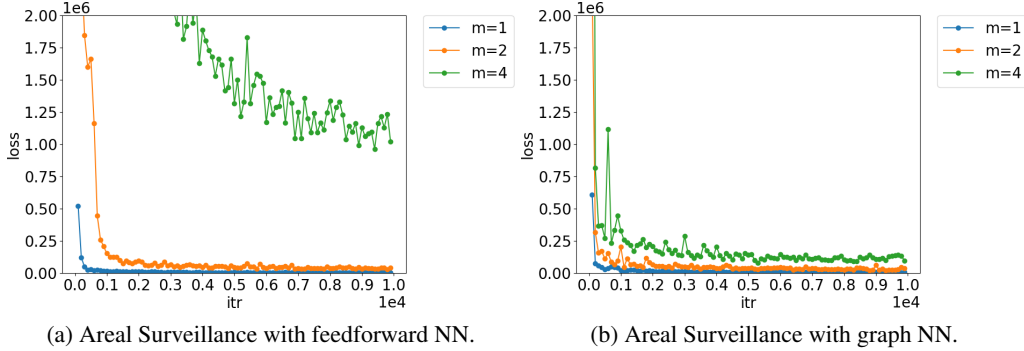 1e6
2.00
1.75
1.50
1.25
1.00
0.75
0.50
0.25
0.00
loss
0.0 0.1 0.2 0.3 0.4 0.5 0.6 0.7 0.8 0.9 1.0
itr
1e4
m=1
m=2
m=4
(a) Areal Surveillance with feedforward NN.
1e6
2.00
1.75
1.50
1.25
1.00
0.75
0.50
0.25
0.00
loss
0.0 0.1 0.2 0.3 0.4 0.5 0.6 0.7 0.8 0.9 1.0
itr
1e4
m=1
m=2
m=4
(b) Areal Surveillance with graph NN.